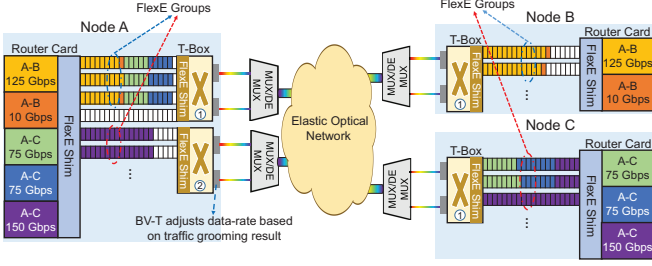 FlexE Groups
Node A
Router Card
T-Box
A-B
125 Gbps
A-B
10 Gbps
A-C
75 Gbps
A-C
75 Gbps
A-C
150 Gbps
FlexE Shim
FlexE Shim
①
FlexE Shim
②
MUX/DE
MUX
MUX/DE
MUX
BV-T adjusts data-rate based
on traffic grooming result
Elastic Optical
Network
FlexE Groups
Node B
Router Card
T-Box
MUX/DE
MUX
FlexE Shim
①
...
FlexE Shim
A-B
125 Gbps
A-B
10 Gbps
Node C
Router Card
T-Box
MUX/DE
MUX
FlexE Shim
①
...
FlexE Shim
A-C
75 Gbps
A-C
75 Gbps
A-C
150 Gbps